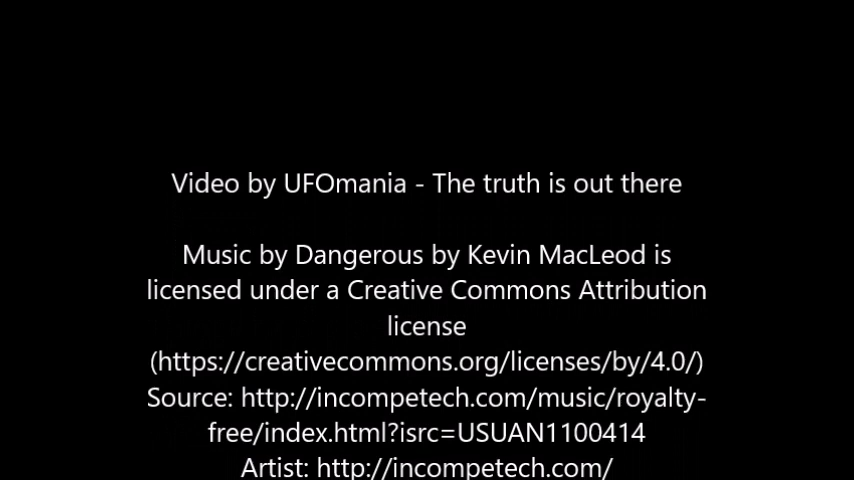 Video by UFOmania - The truth is out there
Music by Dangerous by Kevin MacLeod is
licensed under a Creative Commons Attribution
license
(https://creativecommons.org/licenses/by/4.0/)
Source: http://incompetech.com/music/royalty-
free/index.html?isrc=USUAN1100414
Artist: http://incompetech.com/